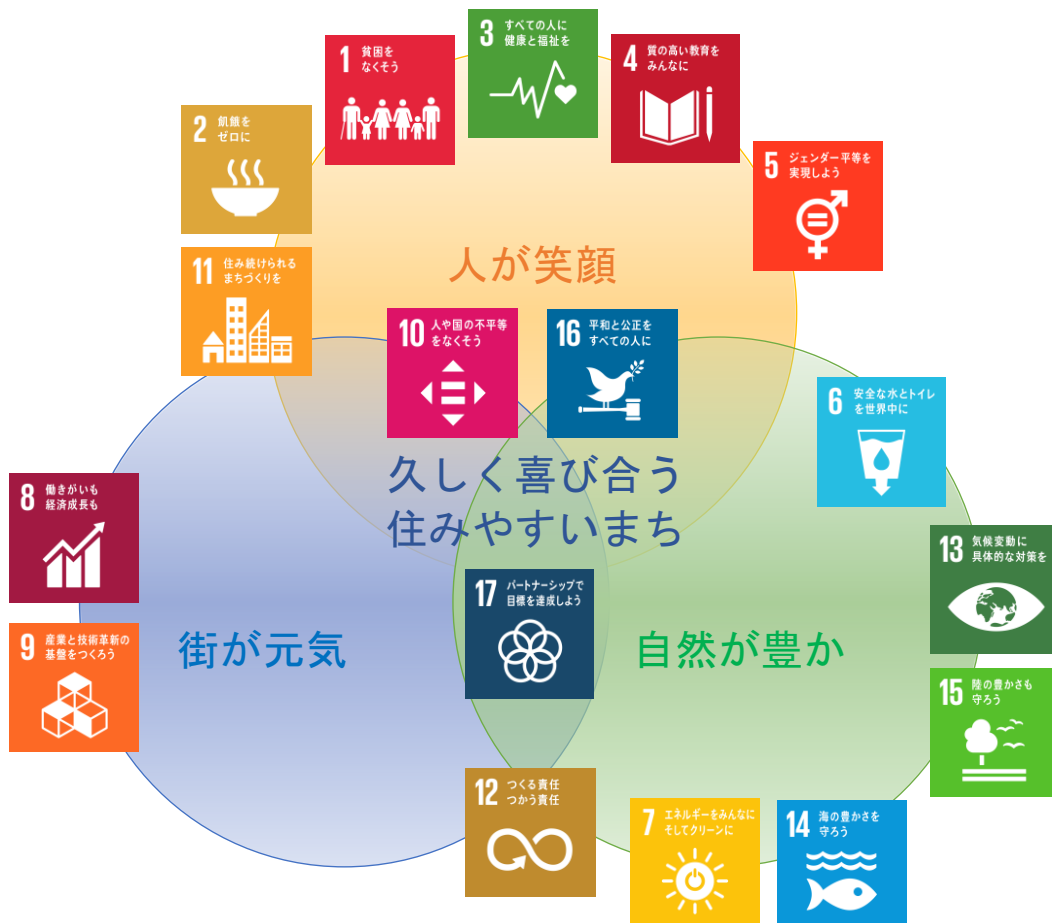 3 すべての人に
健康と福祉を
1 貧困を
なくそう
4 質の高い教育を
みんなに
2 飢餓を
ゼロに
5 ジェンダー平等を
実現しよう
11 住み続けられる
まちづくりを
人が笑顔
10 人や国の不平等
をなくそう
16 平和と公正を
すべての人に
6 安全な水とトイレ
を世界中に
久しく喜び合う
住みやすいまち
8 働きがいも
経済成長も
13 気候変動に
具体的な対策を
17 パートナーシップで
目標を達成しよう
9 産業と技術革新の
基盤をつくろう
街が元気
自然が豊か
15 陸の豊かさも
守ろう
12 つくる責任
つかう責任
7 エネルギーをみんなに
そしてクリーンに
14 海の豊かさを
守ろう